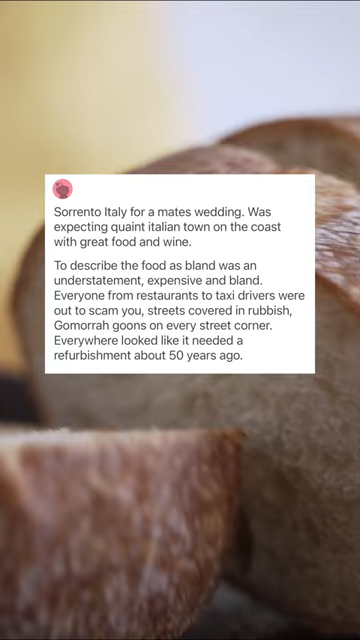 Sorrento Italy for a mates wedding. Was
expecting quaint italian town on the coast
with great food and wine.
To describe the food as bland was an
understatement, expensive and bland.
Everyone from restaurants to taxi drivers were
out to scam you, streets covered in rubbish,
Gomorrah goons on every street corner.
Everywhere looked like it needed a
refurbishment about 50 years ago.